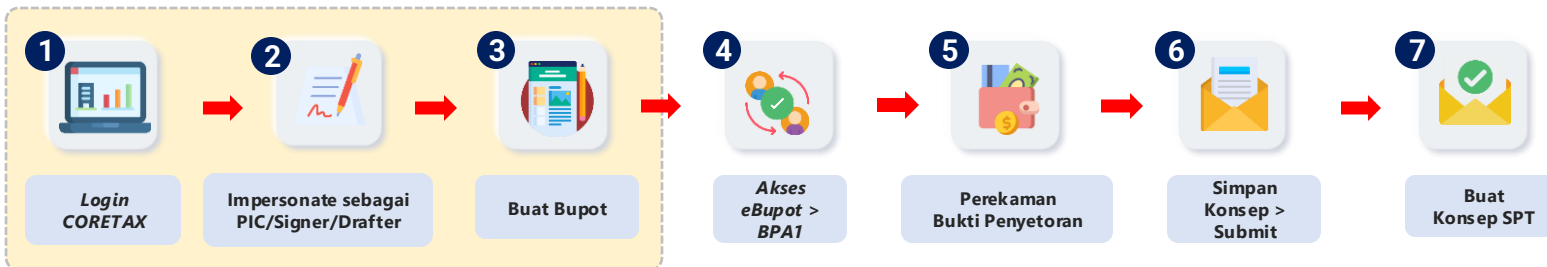 1
Login
CORETAX
2
Impersonate sebagai
PIC/Signer/Drafter
3
Buat Bupot
4
Akses
eBupot >
BPA1
5
Perekaman
Bukti Penyetoran
6
Simpan
Konsep >
Submit
7
Buat
Konsep SPT